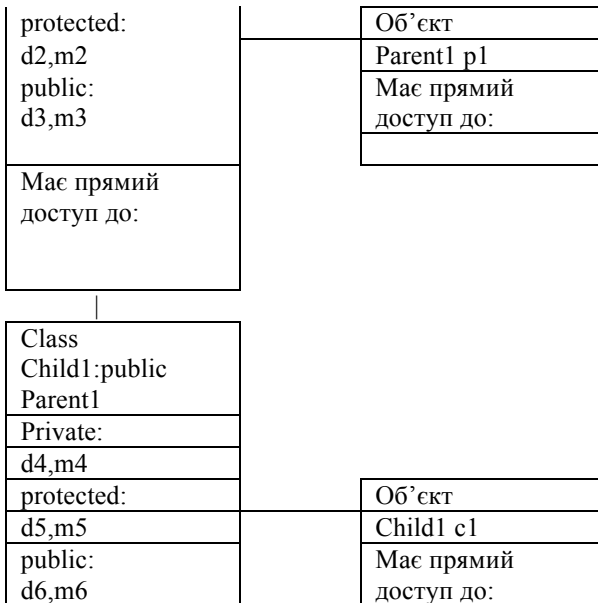 protected:
d2,m2
public:
d3,m3
Об’єкт
Parent1 p1
Має прямий
доступ до:
Має прямий
доступ до:
|
Class
Child1:public
Parent1
Private:
d4,m4
protected:
d5,m5
public:
d6,m6
Об’єкт
Child1 c1
Має прямий
доступ до: